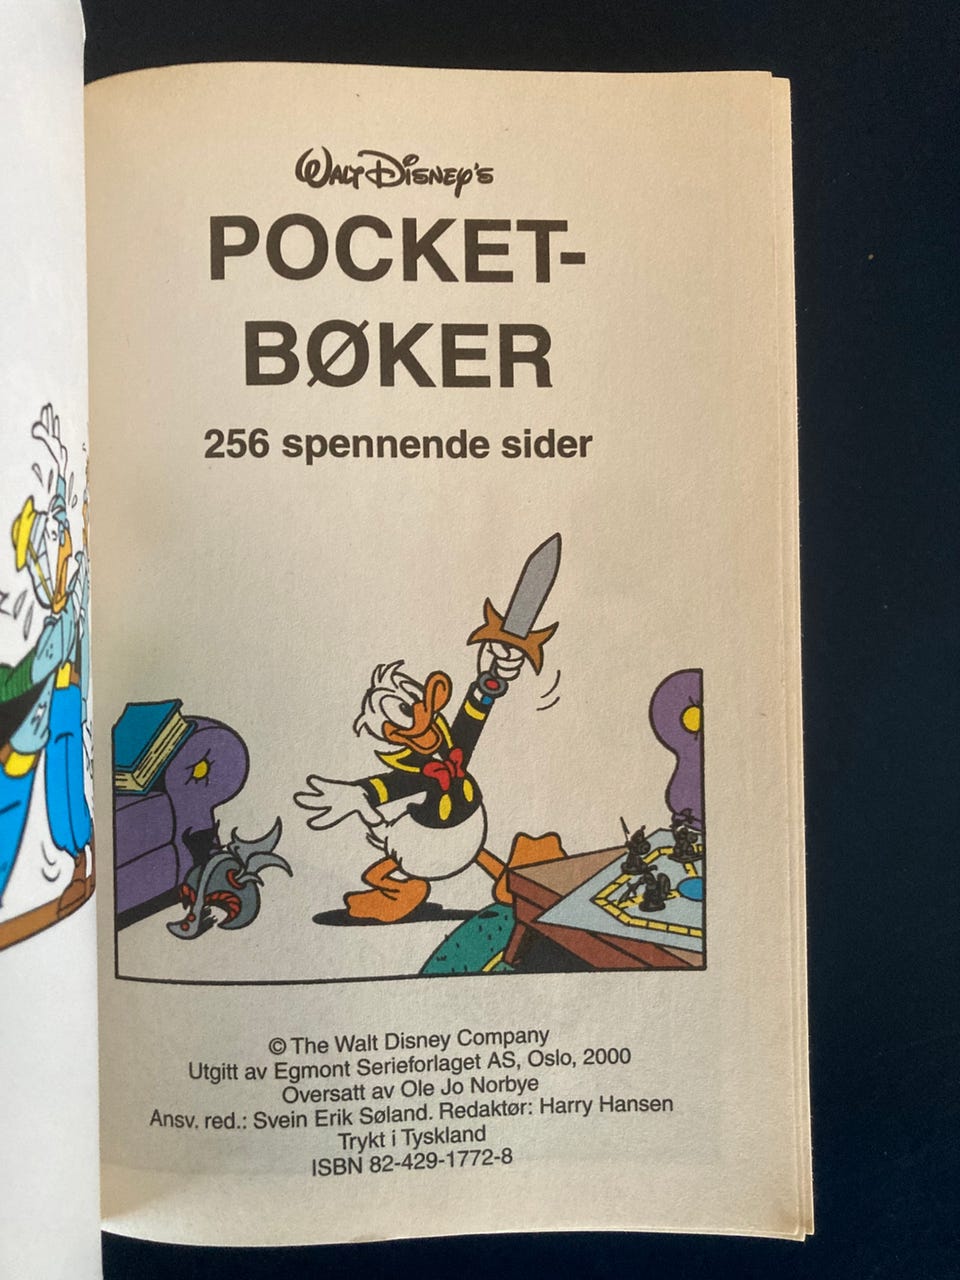 Walt Disney's
POCKET-
BØKER
256 spennende sider
© The Walt Disney Company
Utgitt av Egmont Serieforlaget AS, Oslo, 2000
Oversatt av Ole Jo Norbye
Ansv. red.: Svein Erik Søland. Redaktør: Harry Hansen
Trykt i Tyskland
ISBN 82-429-1772-8